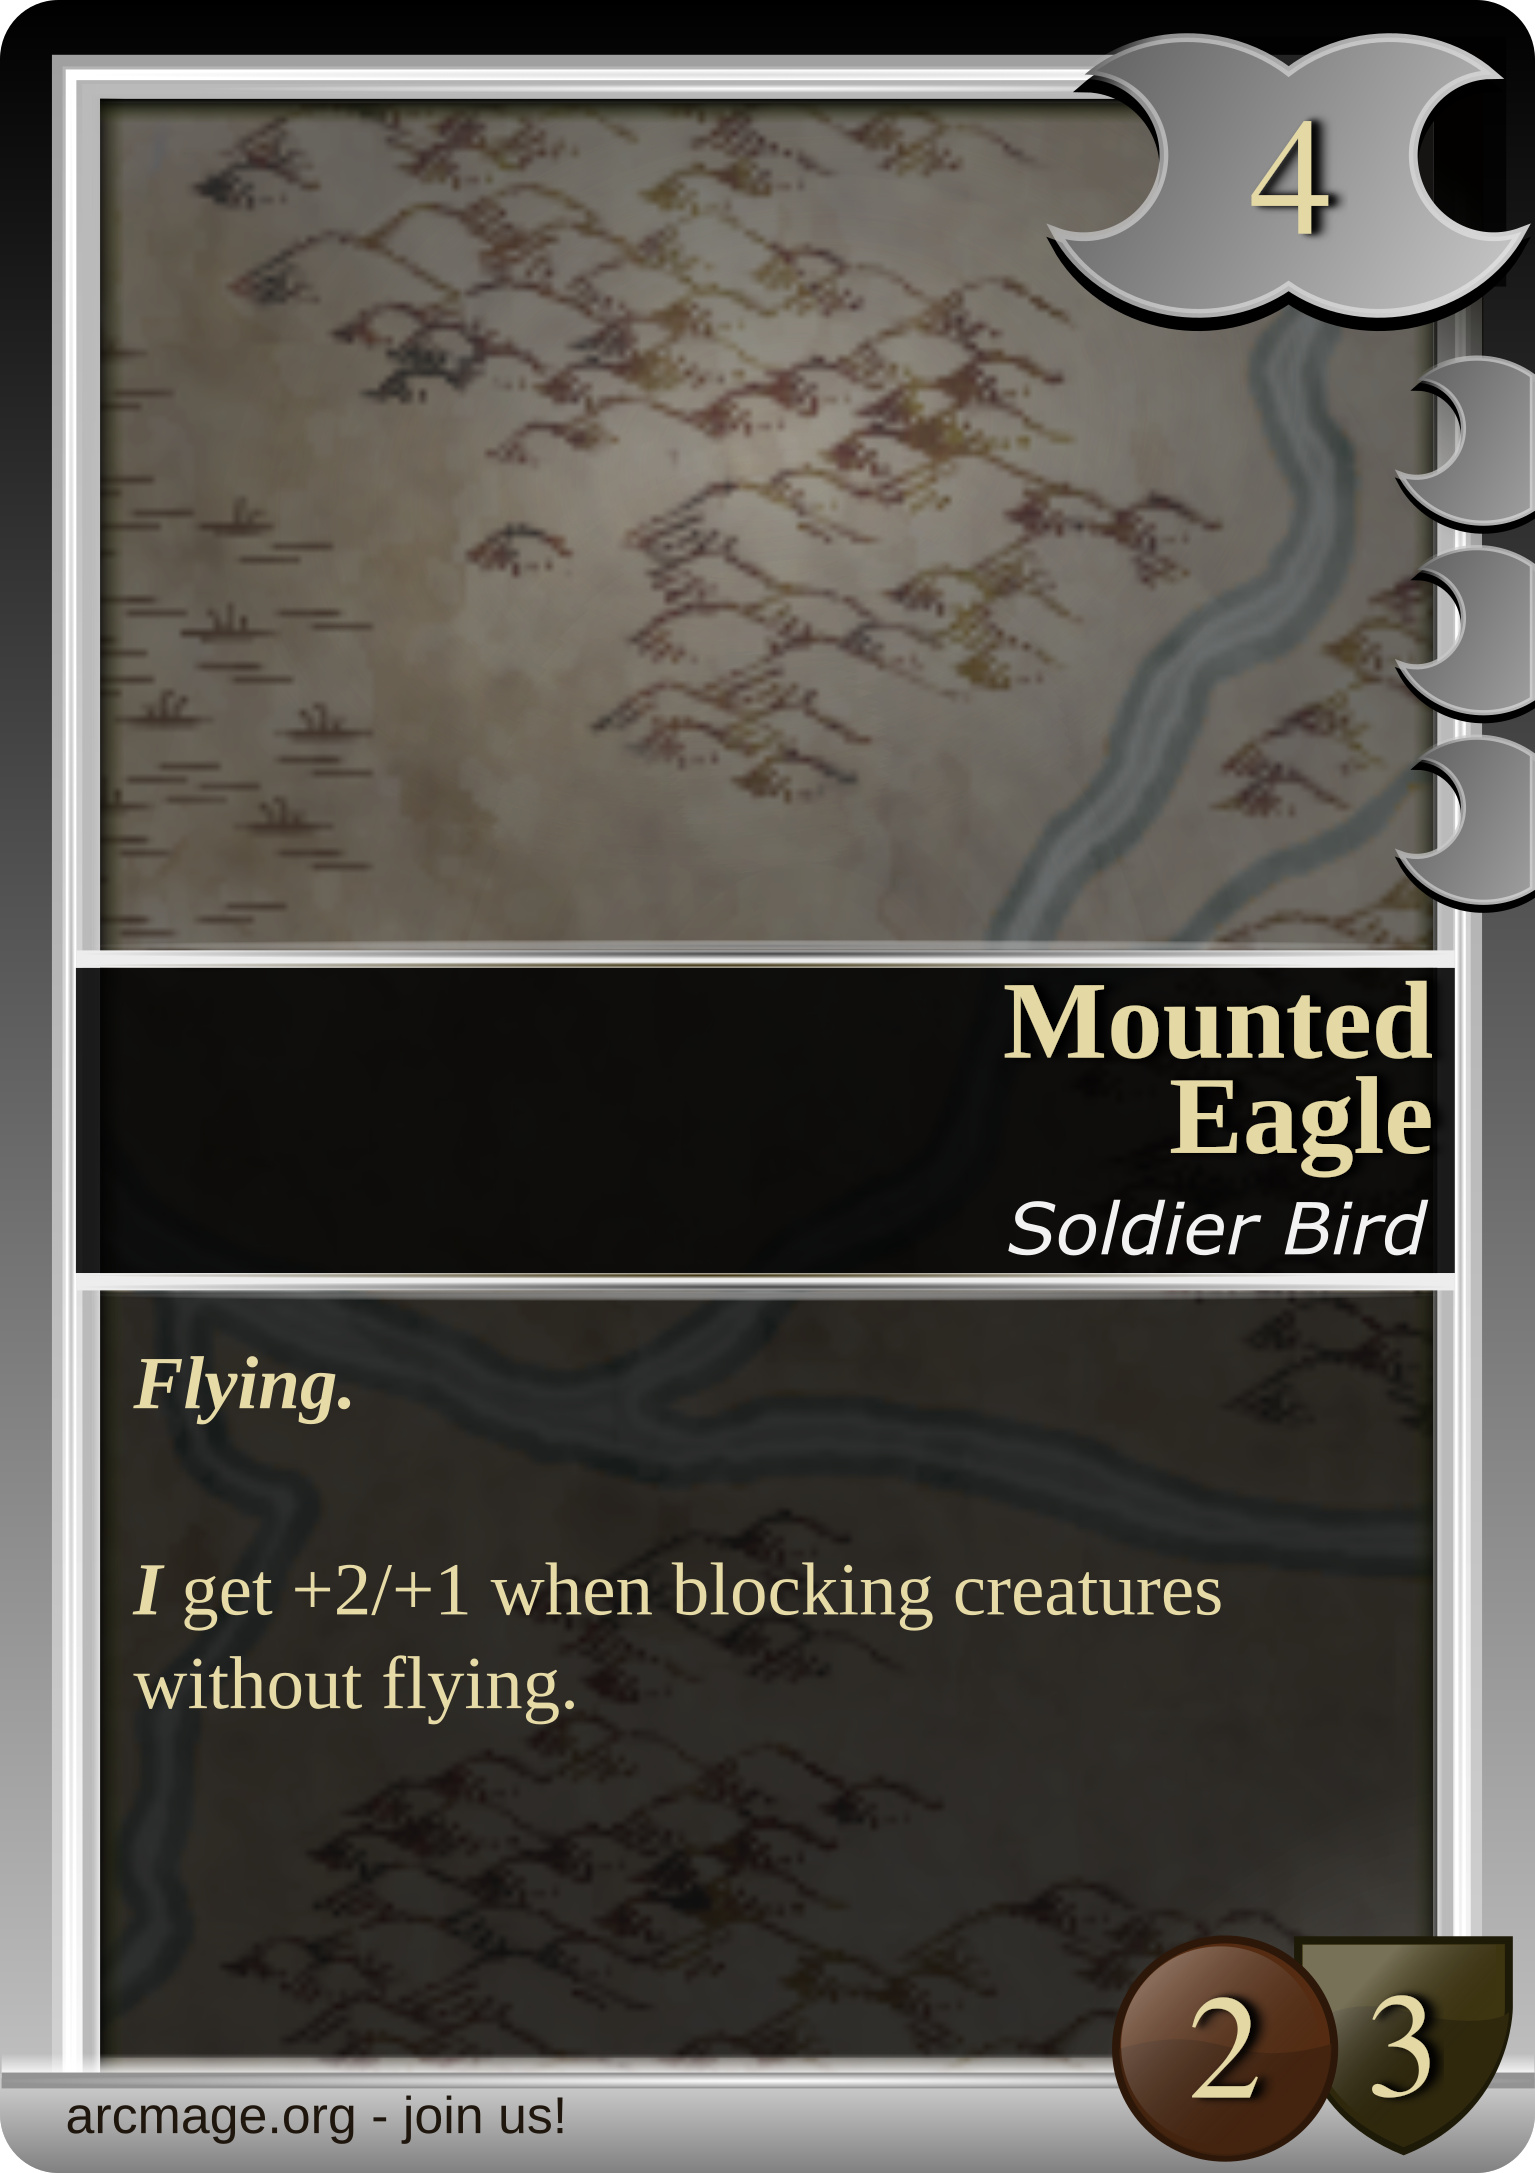 4
Mounted
Eagle
Soldier Bird
Flying.
I get +2/+1 when blocking creatures
without flying.
2 3
arcmage.org - join us!